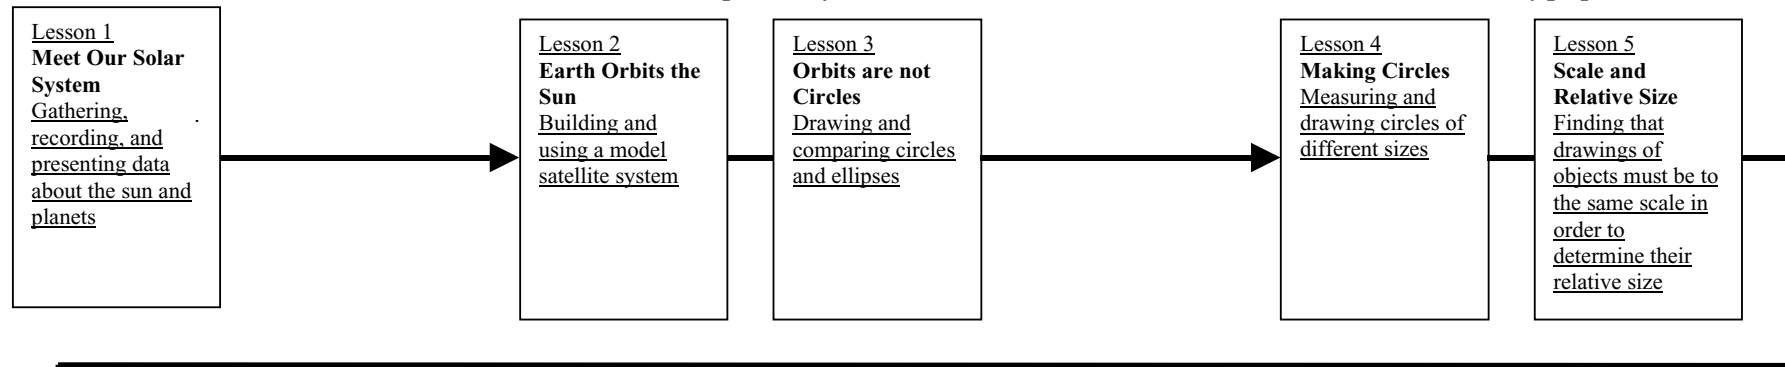 Lesson 1
Meet Our Solar
System
Gathering,
recording, and
presenting data
about the sun and
planets
Lesson 2
Earth Orbits the
Sun
Building and
using a model
satellite system
Lesson 3
Orbits are not
Circles
Drawing and
comparing circles
and ellipses
Lesson 4
Making Circles
Measuring and
drawing circles of
different sizes
Lesson 5
Scale and
Relative Size
Finding that
drawings of
objects must be to
the same scale in
order to
determine their
relative size